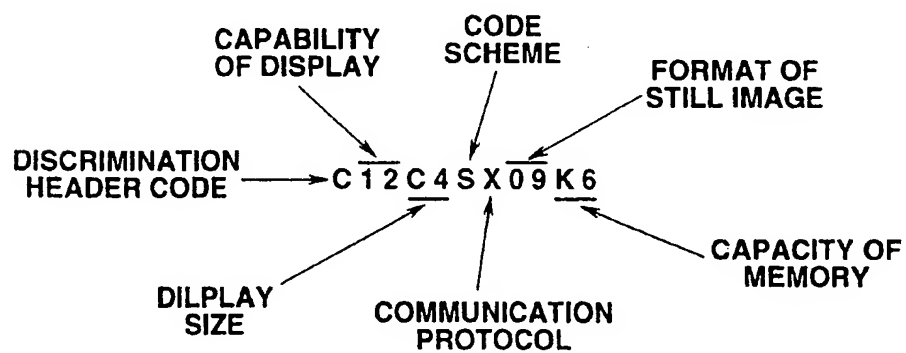 CAPABILITY
OF DISPLAY
CODE
SCHEME
FORMAT OF
STILL IMAGE
DISCRIMINATION
HEADER CODE
C 1 2 C 4 S X 0 9 K 6
DILPLAY
SIZE
COMMUNICATION
PROTOCOL
CAPACITY OF
MEMORY